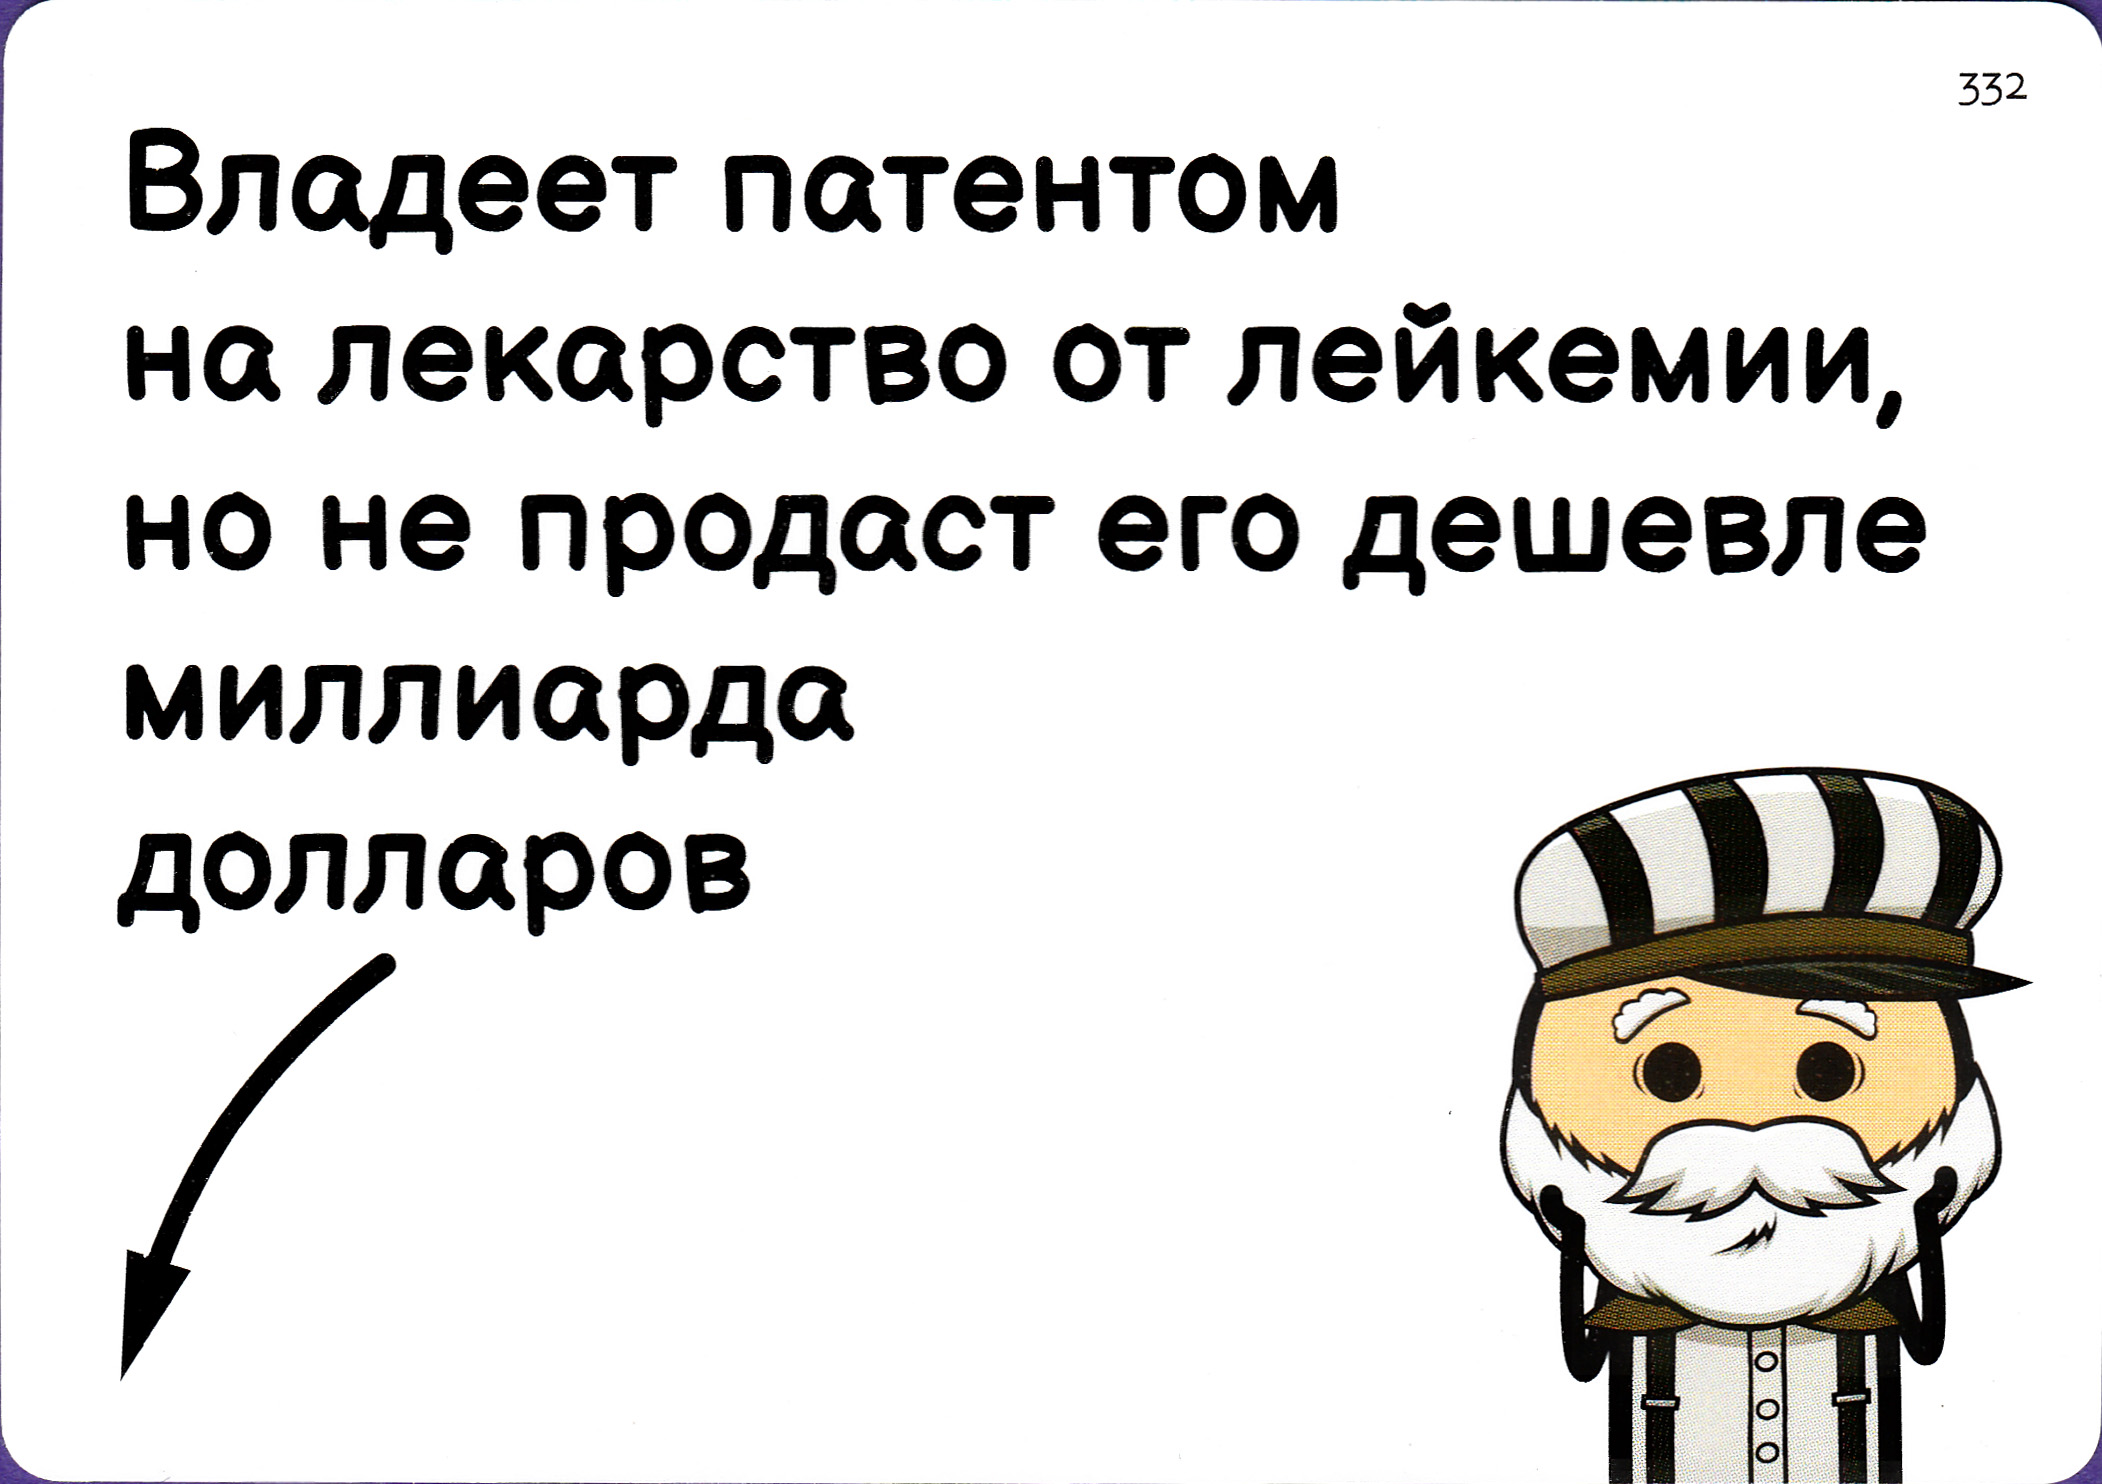 332
Владеет патентом
на лекарство от лейкемии,
но не продаст его дешевле
миллиарда
долларов